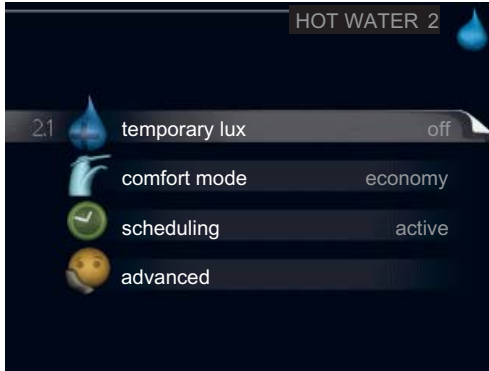 HOT WATER 2
2.1 temporary lux off
comfort mode economy
scheduling active
advanced